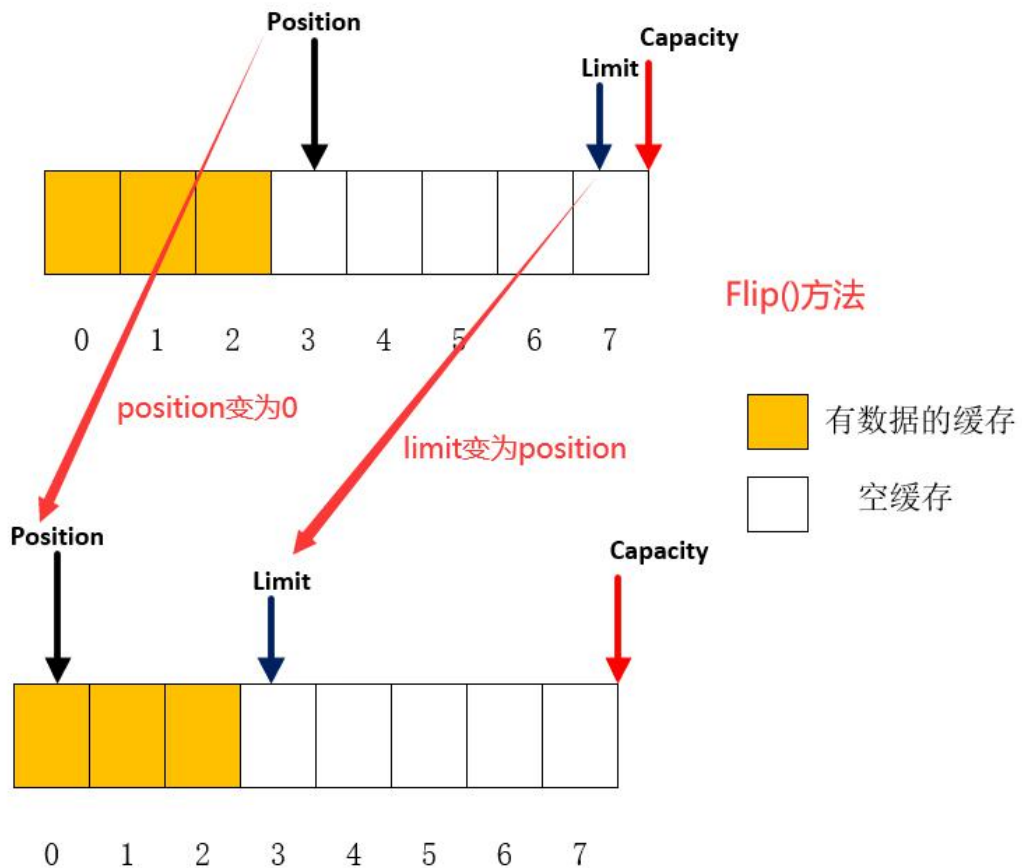 Position
Capacity
Limit
Flip()方法
0 1 2 3 4 5 6 7
position变为0
limit变为position
有数据的缓存
空缓存
Position
Limit
Capacity
0 1 2 3 4 5 6 7